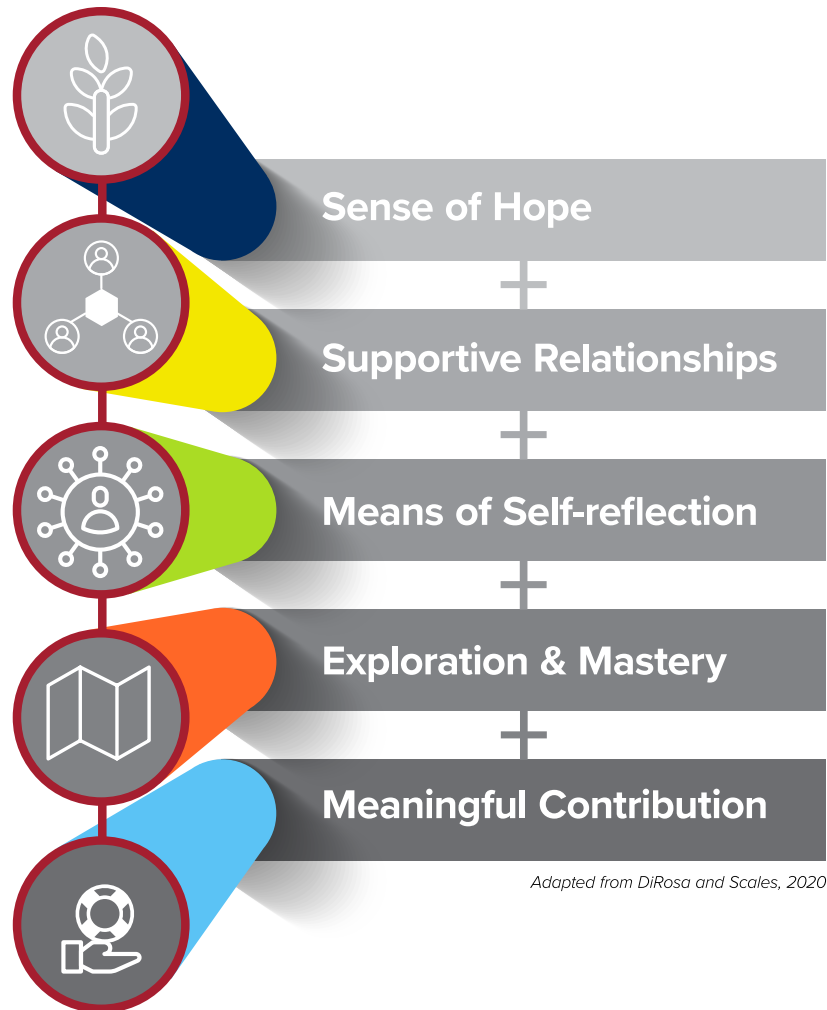 Sense of Hope
+
Supportive Relationships
+
Means of Self-reflection
+
Exploration & Mastery
+
Meaningful Contribution
Adapted from DiRosa and Scales, 2020